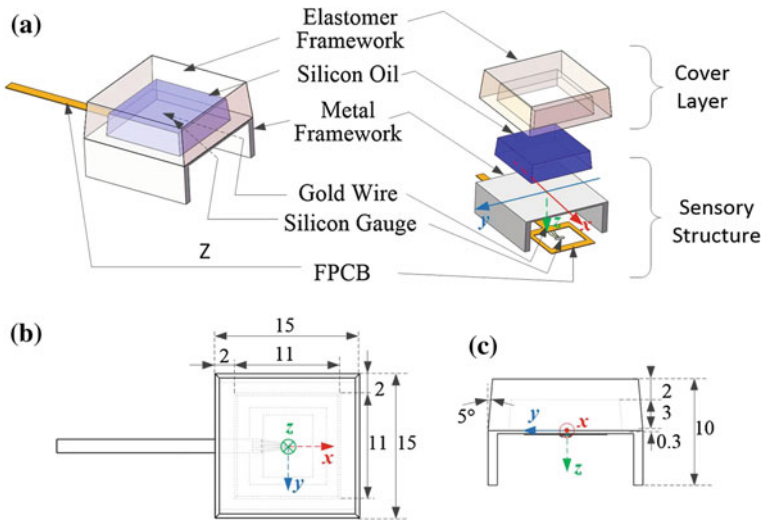 (a)
Elastomer
Framework
Silicon Oil
Metal
Framework
Gold Wire
Silicon Gauge
Z
FPCB
Cover
Layer
Sensory
Structure
y
z
x
(b)
15
2
11
2
11
15
z
x
y
(c)
5°
y
x
z
2
3
0.3
10